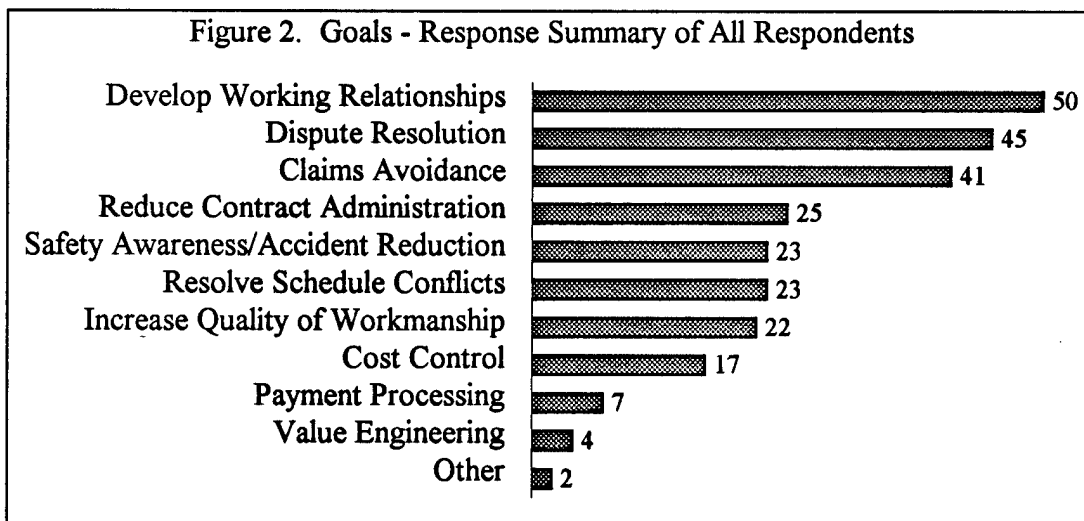 Figure 2. Goals - Response Summary of All Respondents
Develop Working Relationships 50
Dispute Resolution 45
Claims Avoidance 41
Reduce Contract Administration 25
Safety Awareness/Accident Reduction 23
Resolve Schedule Conflicts 23
Increase Quality of Workmanship 22
Cost Control 17
Payment Processing 7
Value Engineering 4
Other 2